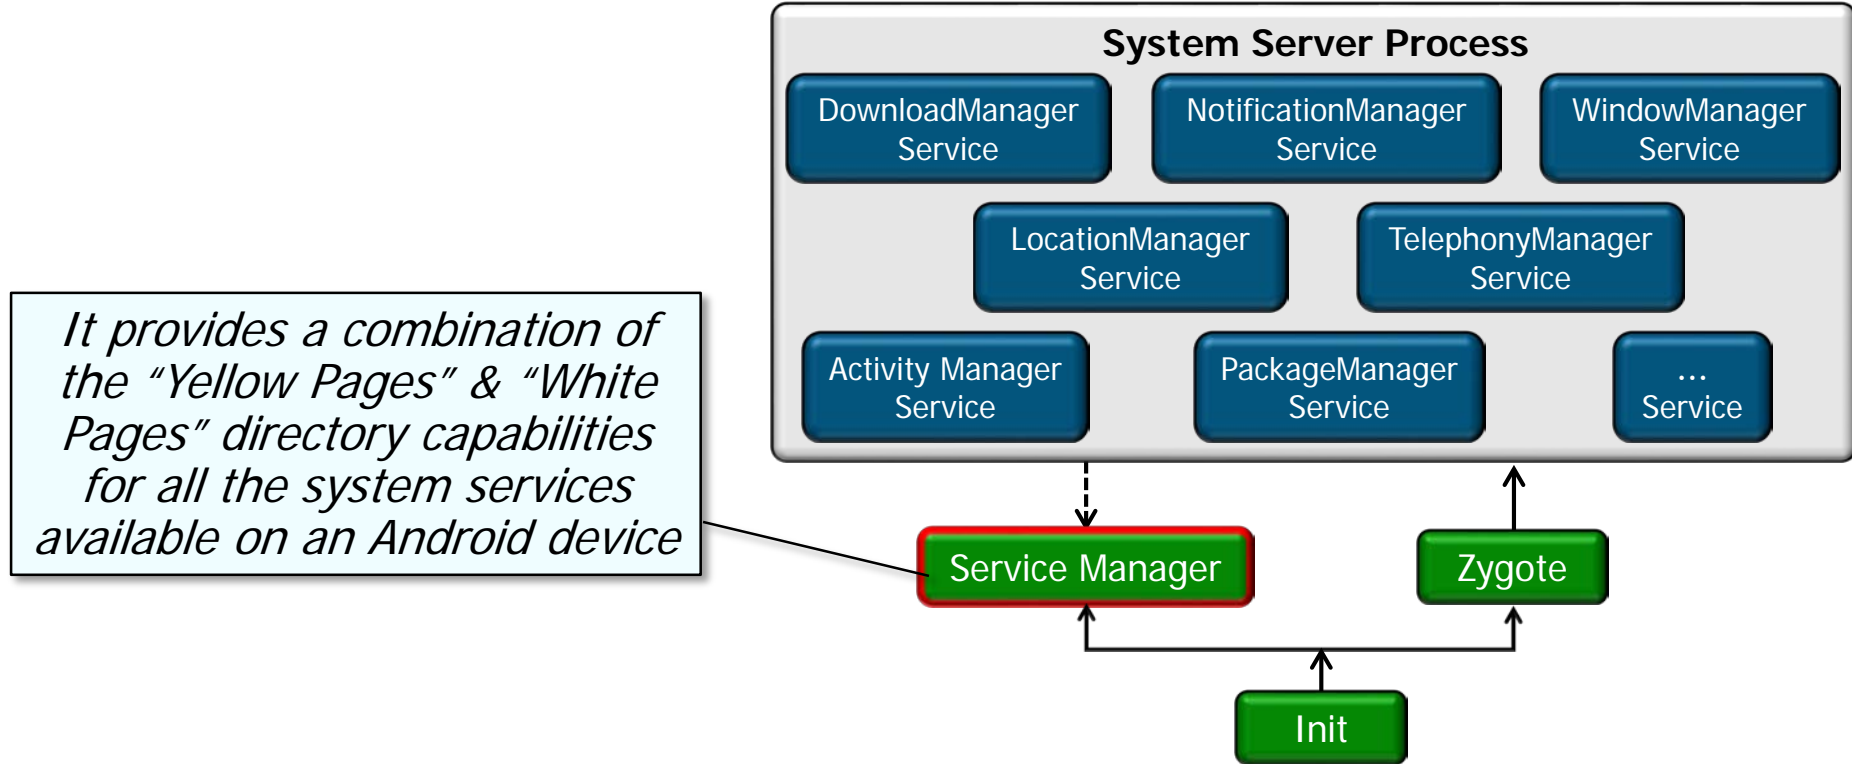 System Server Process
DownloadManager
Service
NotificationManager
Service
WindowManager
Service
LocationManager
Service
TelephonyManager
Service
Activity Manager
Service
PackageManager
Service
...
Service
It provides a combination of
the “Yellow Pages” & “White
Pages” directory capabilities
for all the system services
available on an Android device
Service Manager
Zygote
Init